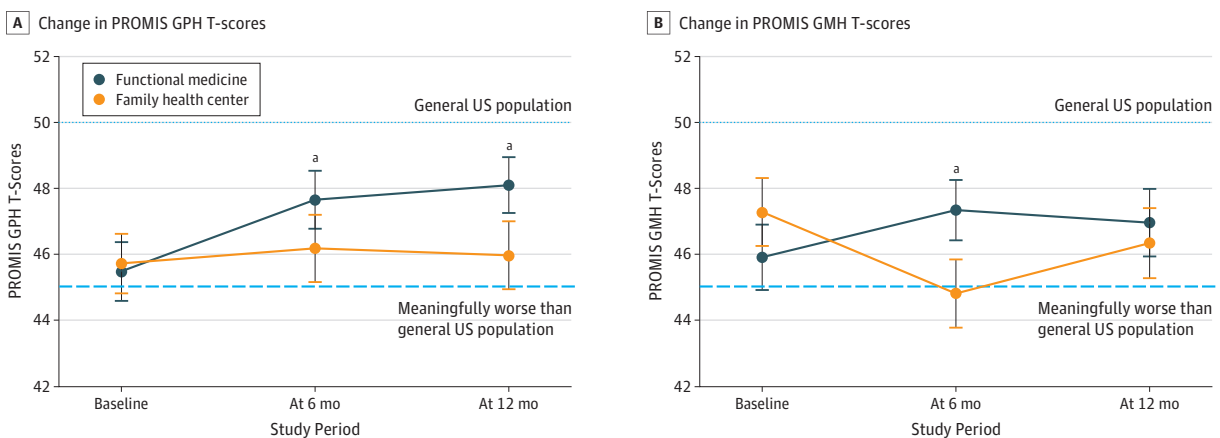 A Change in PROMIS GPH T-scores
52
50
48
46
44
42
PROMIS GPH T-Scores
Functional medicine
Family health center
General US population
a
a
Meaningfully worse than
general US population
Baseline
At 6 mo
At 12 mo
Study Period
B Change in PROMIS GMH T-scores
52
50
48
46
44
42
PROMIS GMH T-Scores
General US population
a
Meaningfully worse than
general US population
Baseline
At 6 mo
At 12 mo
Study Period